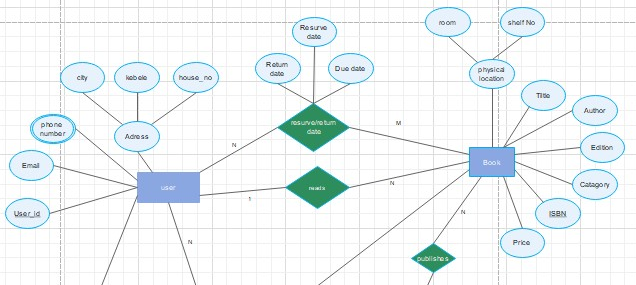 room
shelf No
Resurve
date
Return
date
Due date
physical
location
city
kebele
house_no
Title
Author
phone
number
Adress
resurve/return
date
M
N
Edition
Book
Email
user
reads
N
Catagory
1
User_id
N
N
ISBN
Price
publishes